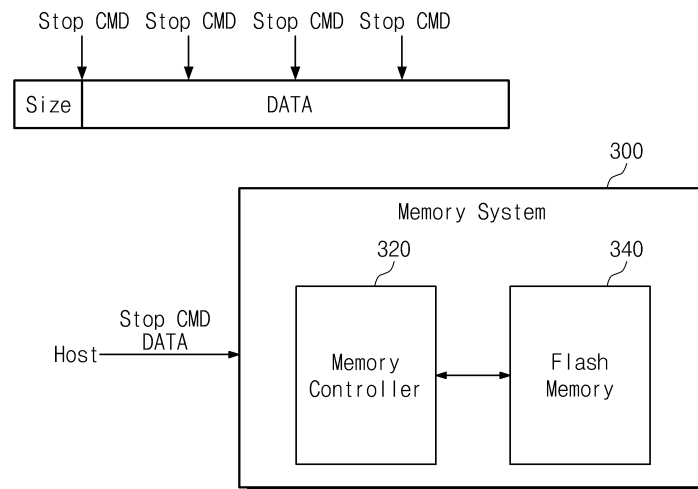 Stop CMD Stop CMD Stop CMD Stop CMD
Size DATA
300
Memory System
320 340
Stop CMD
DATA
Host
Memory
Controller
Flash
Memory